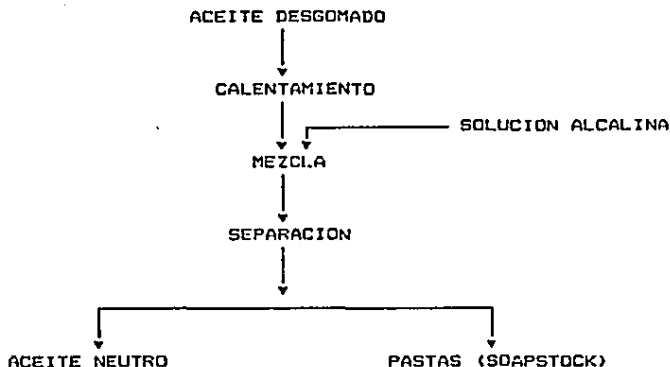 ACEITE DESGOMADO
CALENTAMIENTO
SOLUCION ALCALINA
MEZCLA
SEPARACION
ACEITE NEUTRO PASTAS (SOAPSTOCK)